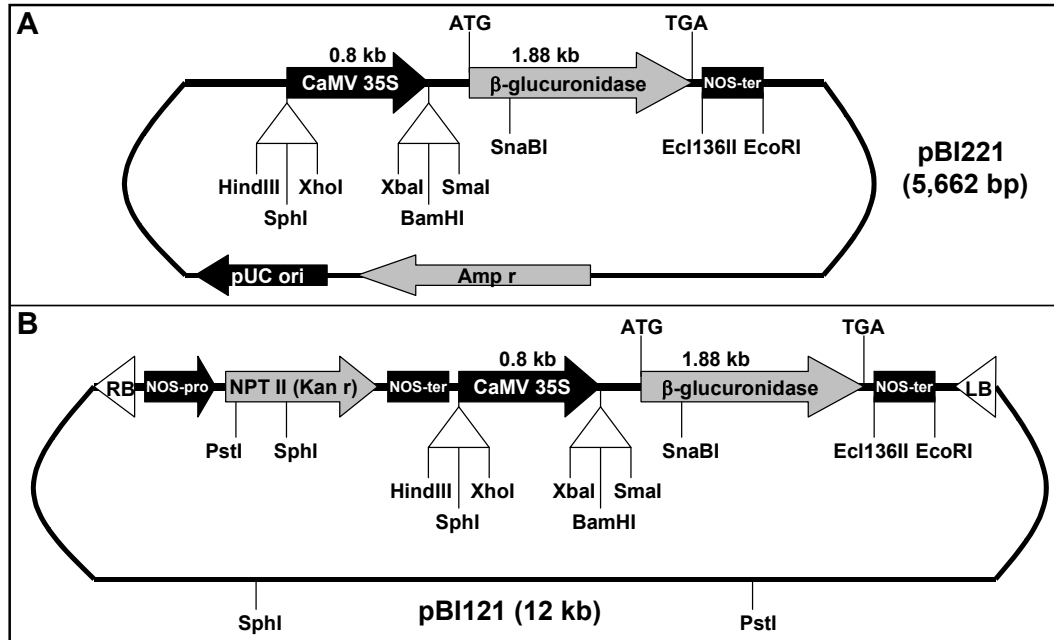 A
ATG
TGA
0.8 kb
1.88 kb
CaMV 35S
β-glucuronidase
NOS-ter
SnaBI
Ecl136II EcoRI
HindIII
XhoI
XbaI
SmaI
SphI
BamHI
pBI221
(5,662 bp)
pUC ori
Amp r
B
ATG
TGA
0.8 kb
1.88 kb
RB
NOS-pro
NPT II (Kan r)
NOS-ter
CaMV 35S
β-glucuronidase
NOS-ter
LB
PstI
SphI
SnaBI
Ecl136II EcoRI
HindIII
XhoI
XbaI
SmaI
SphI
BamHI
SphI
pBI121 (12 kb)
PstI